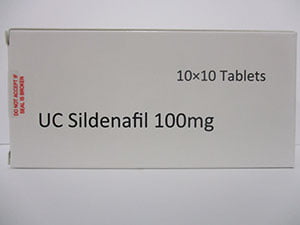 10×10 Tablets
DO NOT ACCEPT IF
SEAL IS BROKEN
UC Sildenafil 100mg